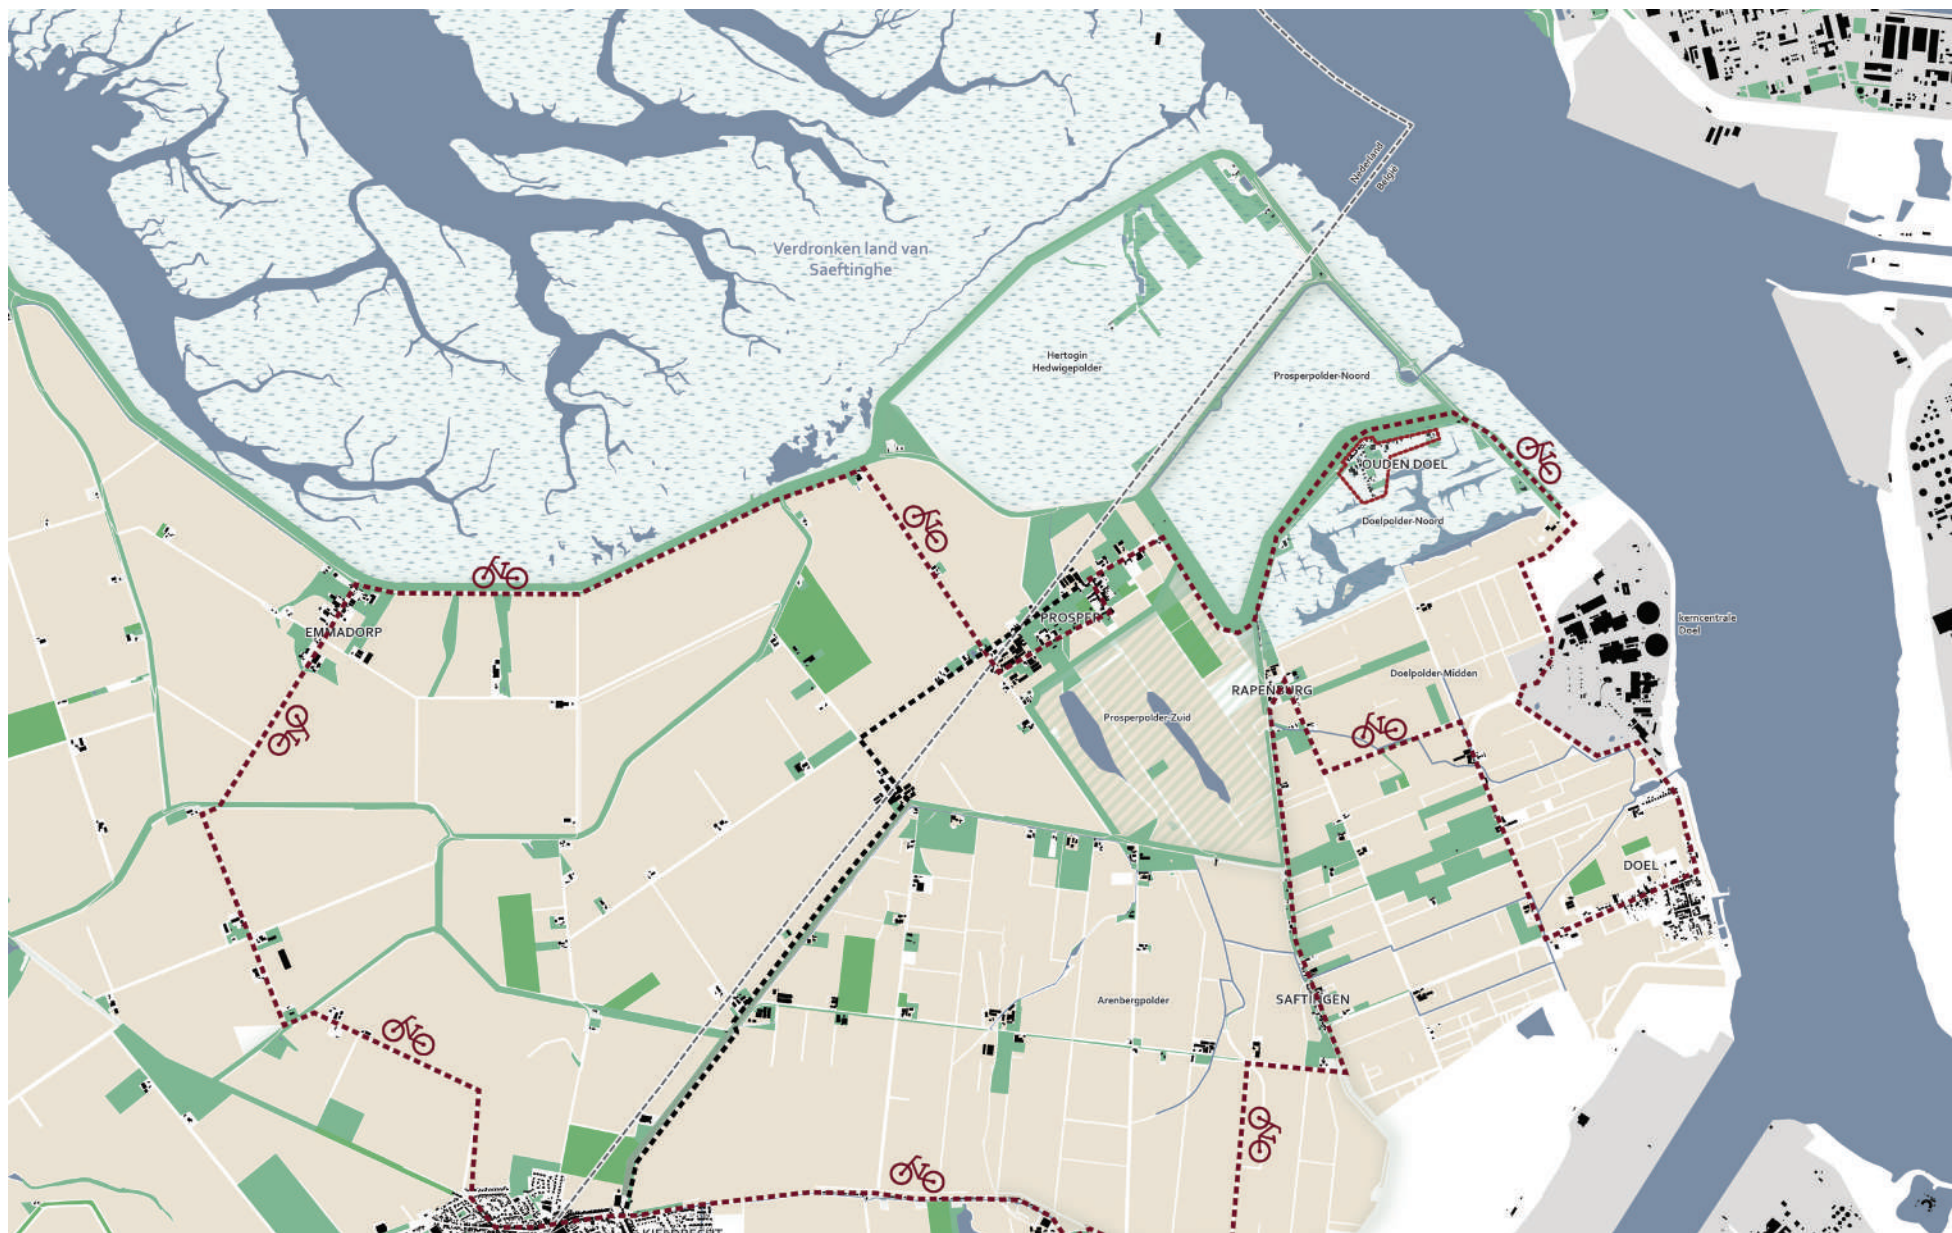 Nederland
België
Verdronken land van
Saeftinghe
Hertogin
Hedwigepolder
Prosperpolder-Noord
OUDEN DOEL
Doelpolder-Noord
EMMADORP
PROSPER
kerncentrale
Doel
Doelpolder-Midden
RAPENBURG
Prosperpolder-Zuid
DOEL
Arenbergpolder
SAFTINGEN
KIELDRECHT